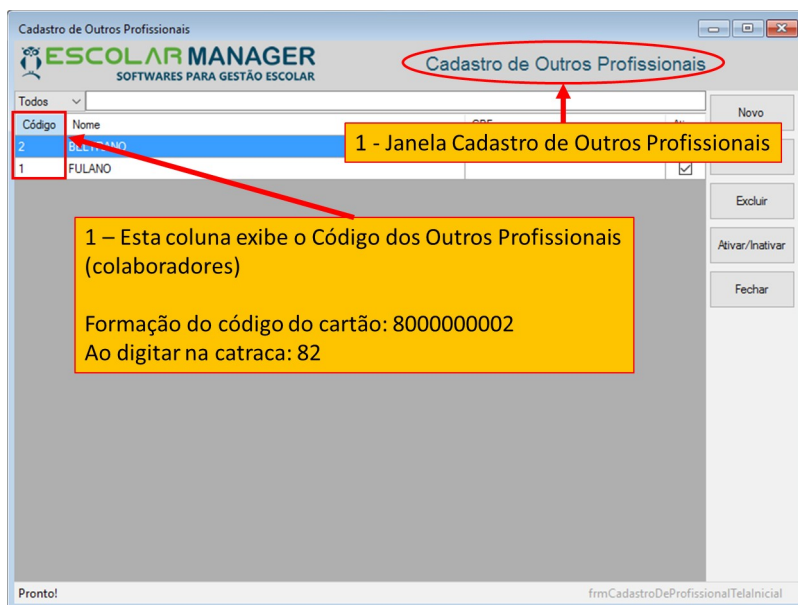 Cadastro de Outros Profissionais
ESCOLAR MANAGER
SOFTWARES PARA GESTÃO ESCOLAR
Cadastro de Outros Profissionais
Todos
Novo
Código Nome
1 - Janela Cadastro de Outros Profissionais
2
1 FULANO
Excluir
1 – Esta coluna exibe o Código dos Outros Profissionais
(colaboradores)
Ativar/Inativar
Fechar
Formação do código do cartão: 8000000002
Ao digitar na catraca: 82
Pronto! frmCadastroDeProfissionalTelaInicial